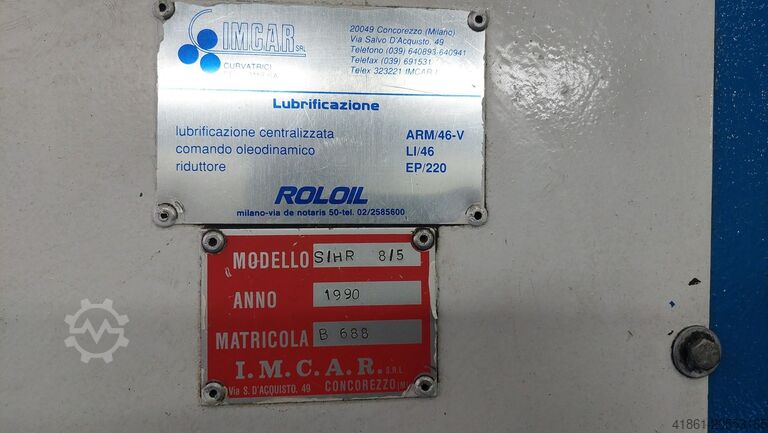 IMCAR SRL
CURVATRICI
20049 Concorezzo (Milano)
Via Salvo D'Acquisto, 49
Telefono (039) 640893-640941
Telefax (039) 691531
Telex 323221 IMCAR I
Lubrificazione
lubrificazione centralizzata ARM/46-V
comando oleodinamico LI/46
riduttore EP/220
ROLOIL
milano-via de notaris 50-tel. 02/2585600
MODELLO S/HR 8/5
ANNO 1990
MATRICOLA B 688
I.M.C.A.R. S.R.L.
Via S. D'ACQUISTO, 49 CONCOREZZO